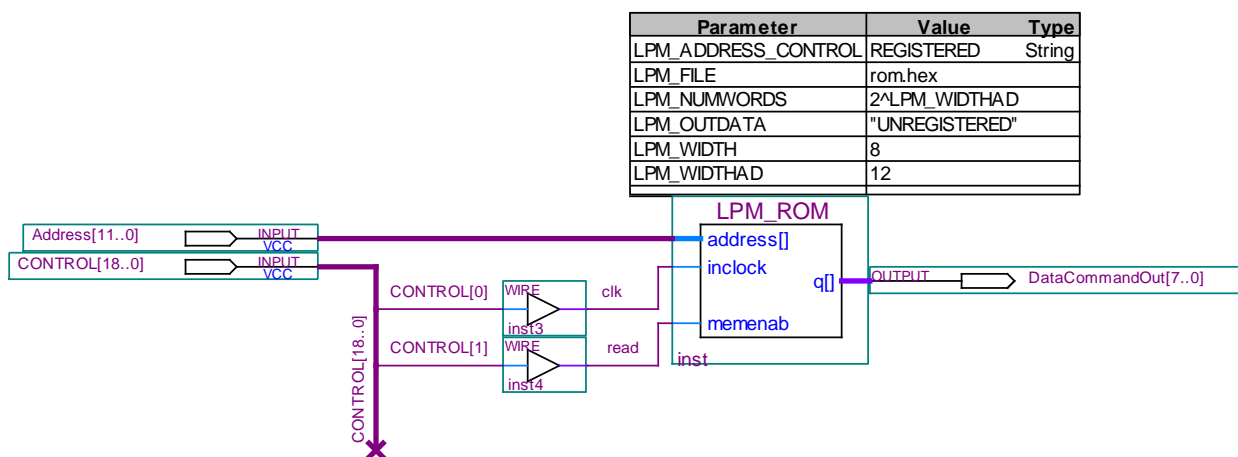 Parameter Value Type
LPM_ADDRESS_CONTROL REGISTERED String
LPM_FILE rom.hex
LPM_NUMWORDS 2^LPM_WIDTHAD
LPM_OUTDATA "UNREGISTERED"
LPM_WIDTH 8
LPM_WIDTHAD 12
LPM_ROM
Address[11..0] INPUT
VCC
address[]
CONTROL[18..0] INPUT
VCC
inclock
q[]
OUTPUT DataCommandOut[7..0]
CONTROL[0] WIRE clk
inst3
memenab
CONTROL[1] WIRE read
inst4
inst
CONTROL[18..0]